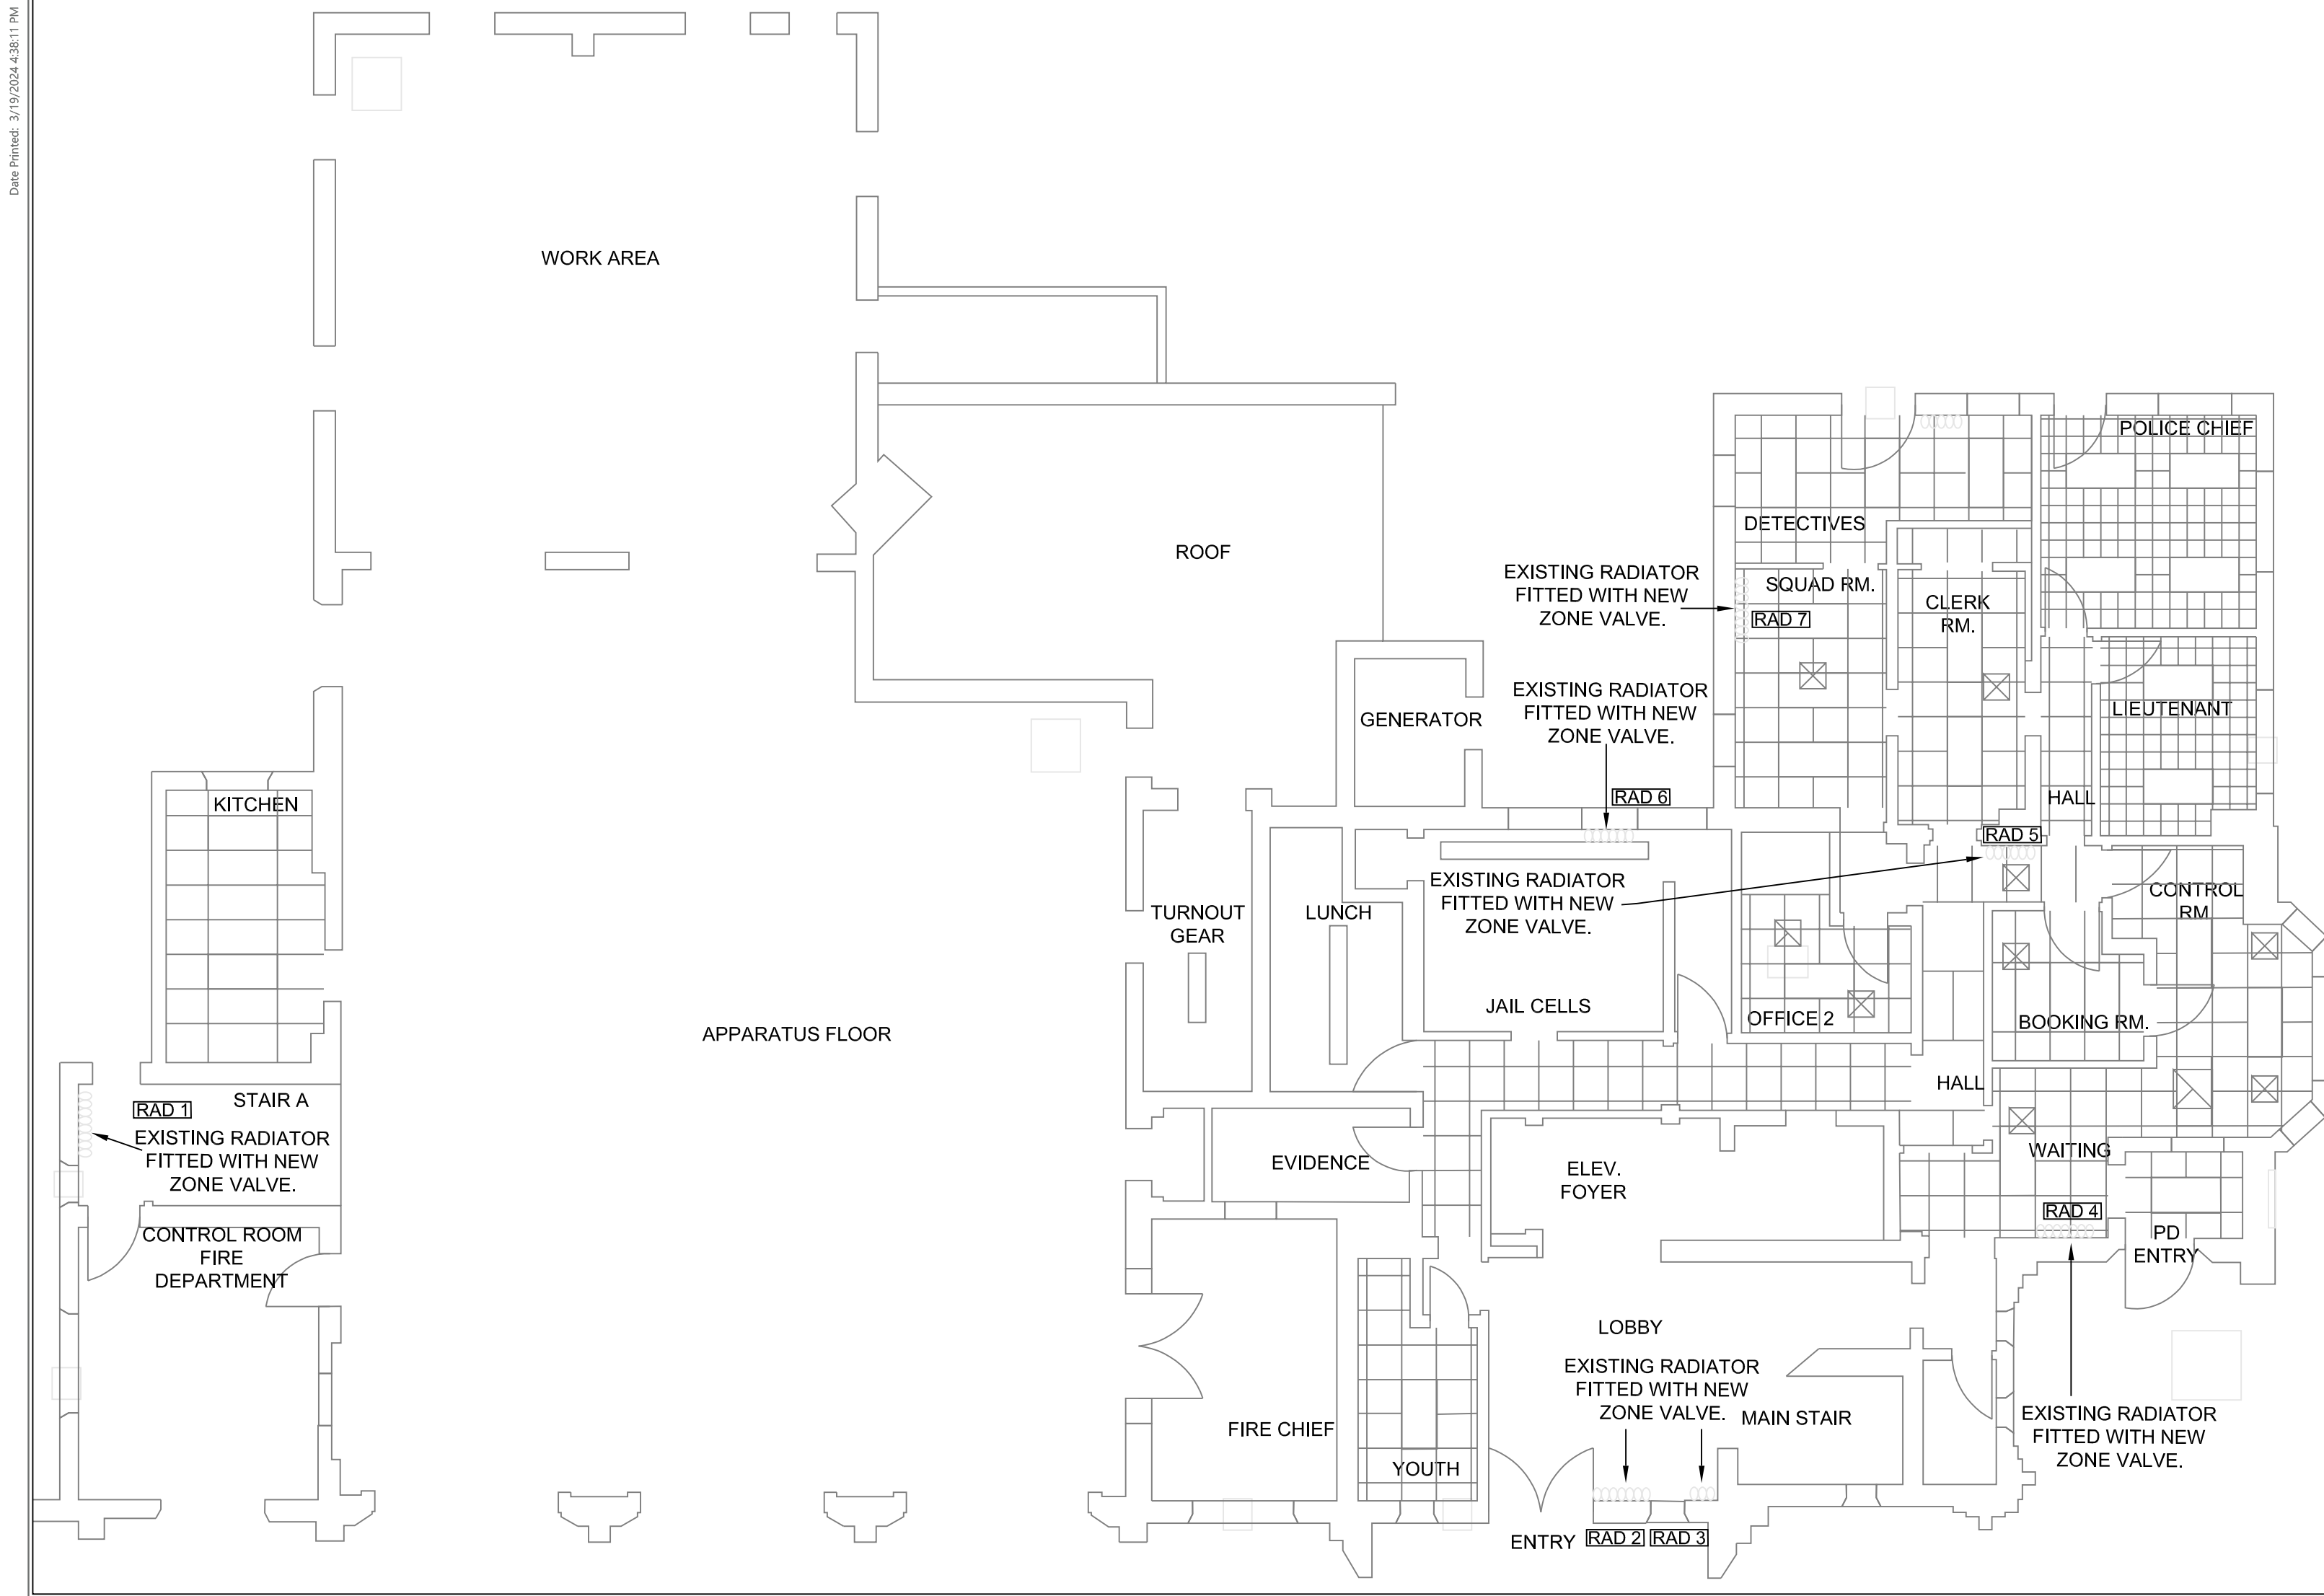 Date Printed: 3/19/2024 4:38:11 PM
WORK AREA
POLICE CHIEF
DETECTIVES
ROOF
EXISTING RADIATOR
FITTED WITH NEW
ZONE VALVE.
SQUAD RM.
RAD 7
CLERK
RM.
EXISTING RADIATOR
FITTED WITH NEW
ZONE VALVE.
GENERATOR
LIEUTENANT
RAD 6
HALL
KITCHEN
RAD 5
EXISTING RADIATOR
FITTED WITH NEW
ZONE VALVE.
CONTROL
RM.
TURNOUT
GEAR
LUNCH
JAIL CELLS
OFFICE 2
BOOKING RM.
APPARATUS FLOOR
HALL
STAIR A
RAD 1
EXISTING RADIATOR
FITTED WITH NEW
ZONE VALVE.
EVIDENCE
ELEV.
FOYER
WAITING
RAD 4
PD
ENTRY
CONTROL ROOM
FIRE
DEPARTMENT
LOBBY
EXISTING RADIATOR
FITTED WITH NEW
ZONE VALVE.
MAIN STAIR
EXISTING RADIATOR
FITTED WITH NEW
ZONE VALVE.
FIRE CHIEF
YOUTH
ENTRY
RAD 2
RAD 3